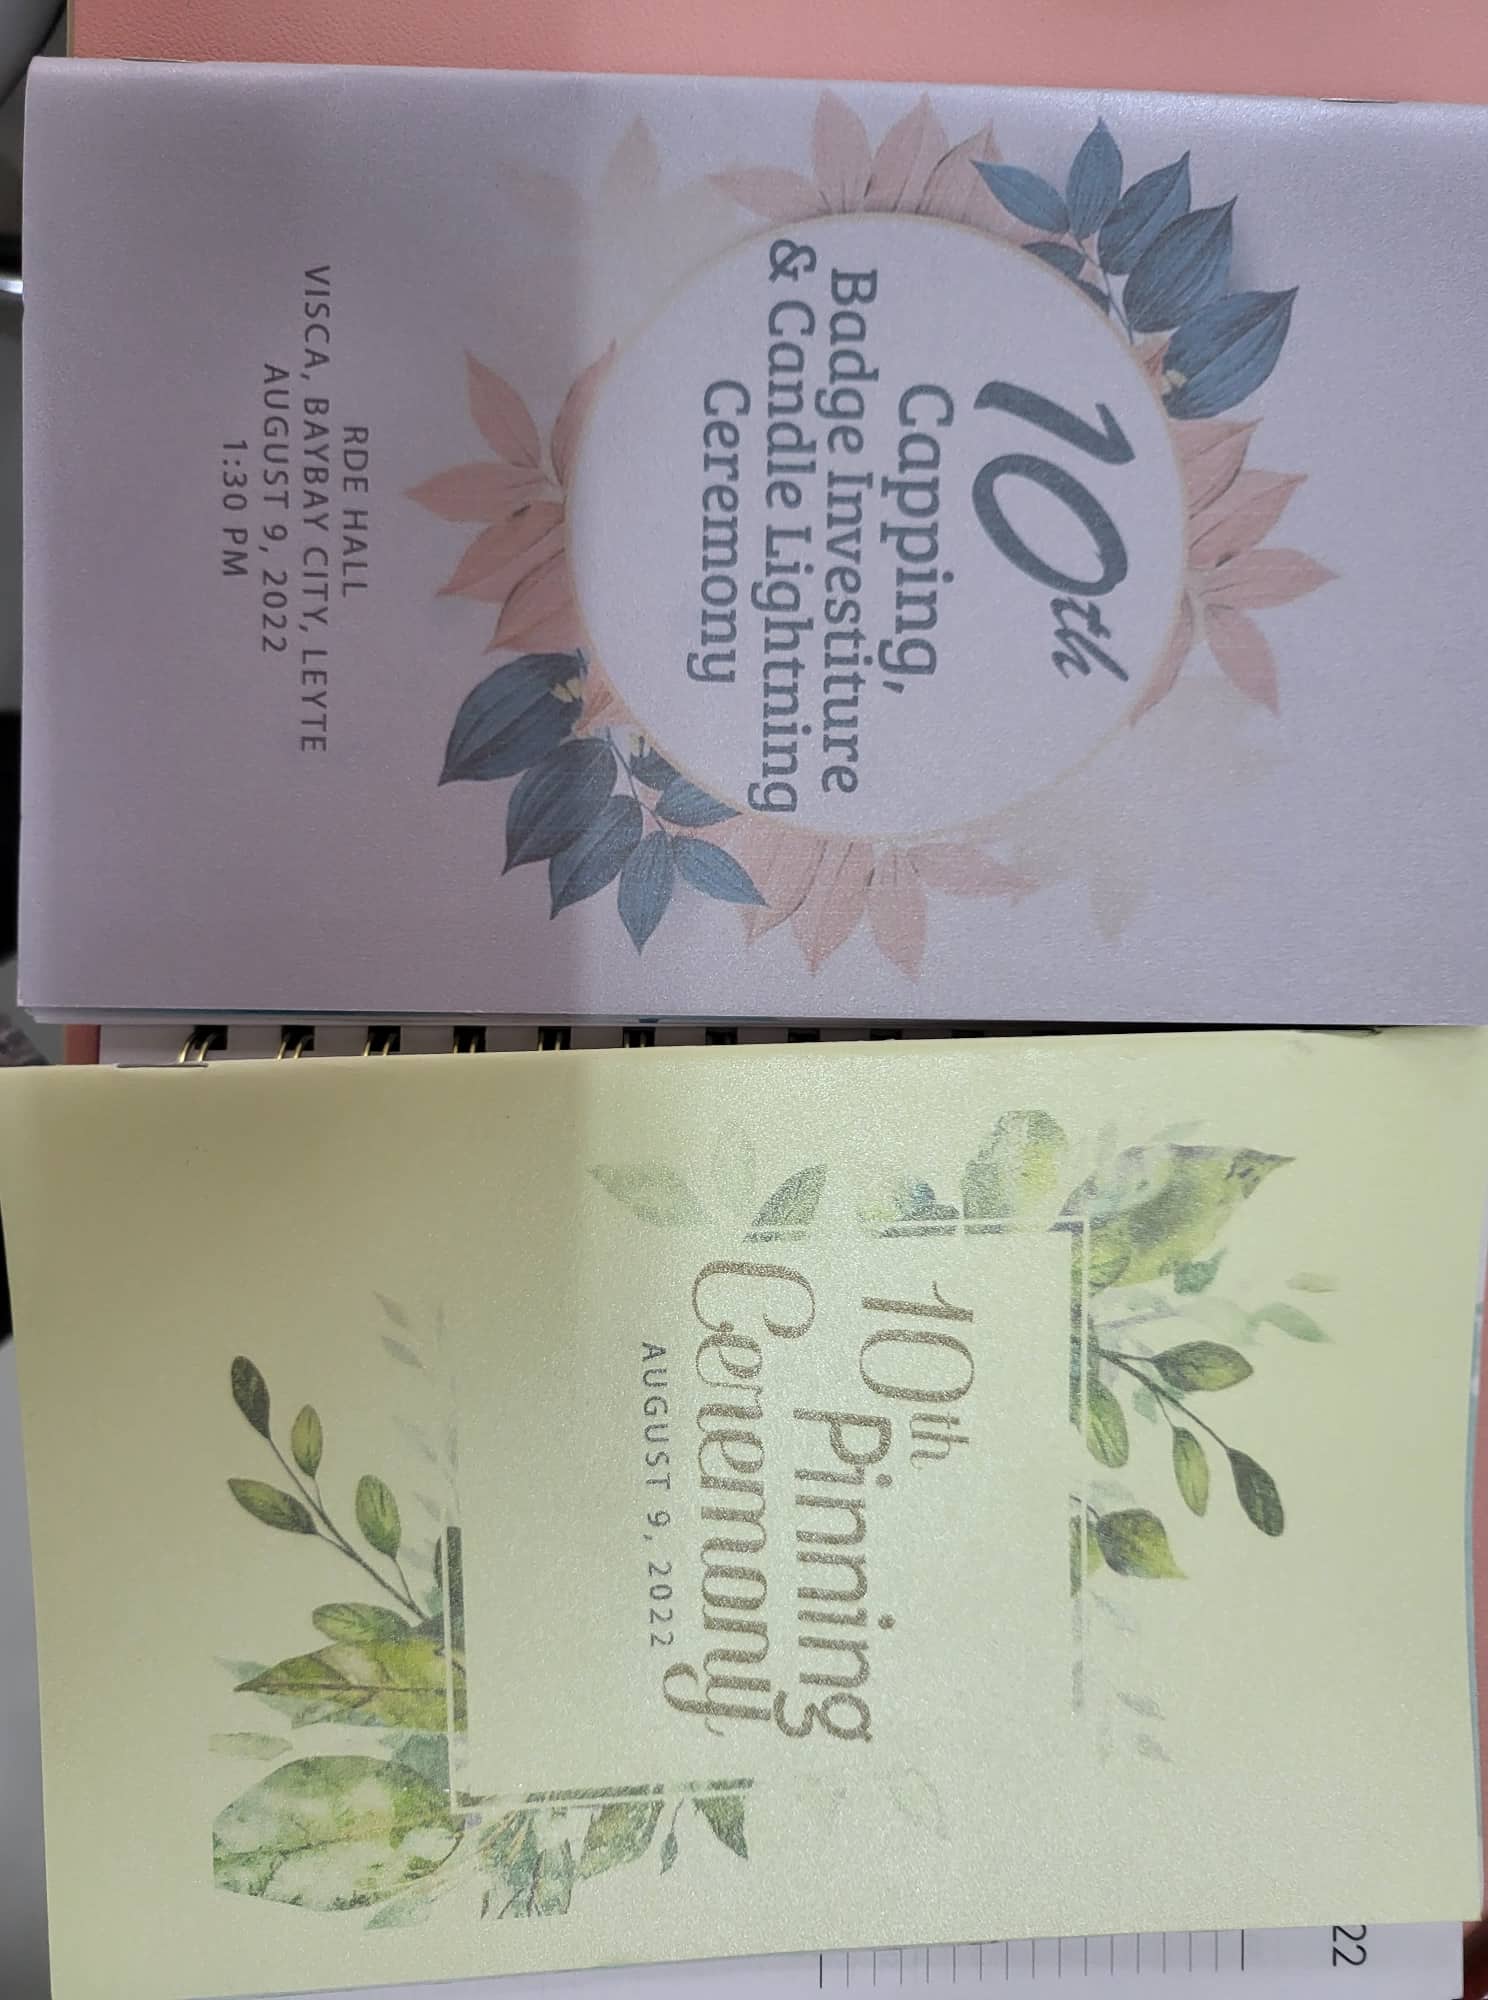 10th
Capping,
Badge Investiture
& Candle Lightning
Ceremony
RDE HALL
VISCA, BAYBAY CITY, LEYTE
AUGUST 9, 2022
1:30 PM
10th
Pinning
Ceremony
AUGUST 9, 2022
22